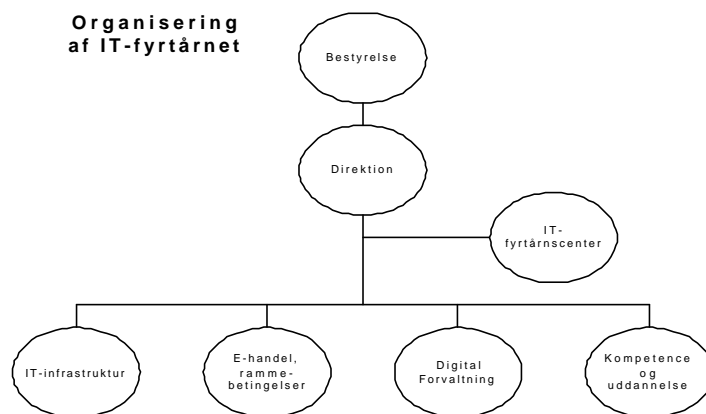 Organisering
af IT-fyrtårnet
Bestyrelse
Direktion
IT-
fyrtårnscenter
IT-infrastruktur
E-handel,
ramme-
betingelser
Digital
Forvaltning
Kompetence
og
uddannelse